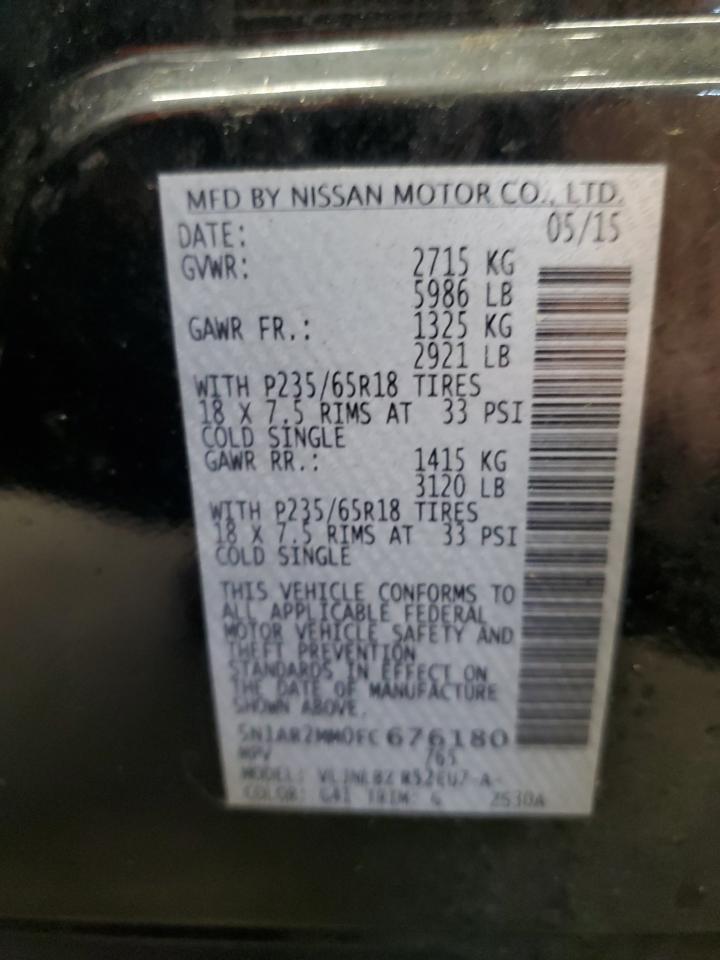 MFD BY NISSAN MOTOR CO., LTD.
DATE: 05/15
GVWR: 2715 KG
5986 LB
GAWR FR.: 1325 KG
2921 LB
WITH P235/65R18 TIRES
18 X 7.5 RIMS AT 33 PSI
COLD SINGLE
GAWR RR.: 1415 KG
3120 LB
WITH P235/65R18 TIRES
18 X 7.5 RIMS AT 33 PSI
COLD SINGLE
THIS VEHICLE CONFORMS TO
ALL APPLICABLE FEDERAL
MOTOR VEHICLE SAFETY AND
THEFT PREVENTION
STANDARDS IN EFFECT ON
THE DATE OF MANUFACTURE
SHOWN ABOVE.
5N1AR2MM0FC676180
MPV 765
MODEL:
COLOR: G41 TRIM: G